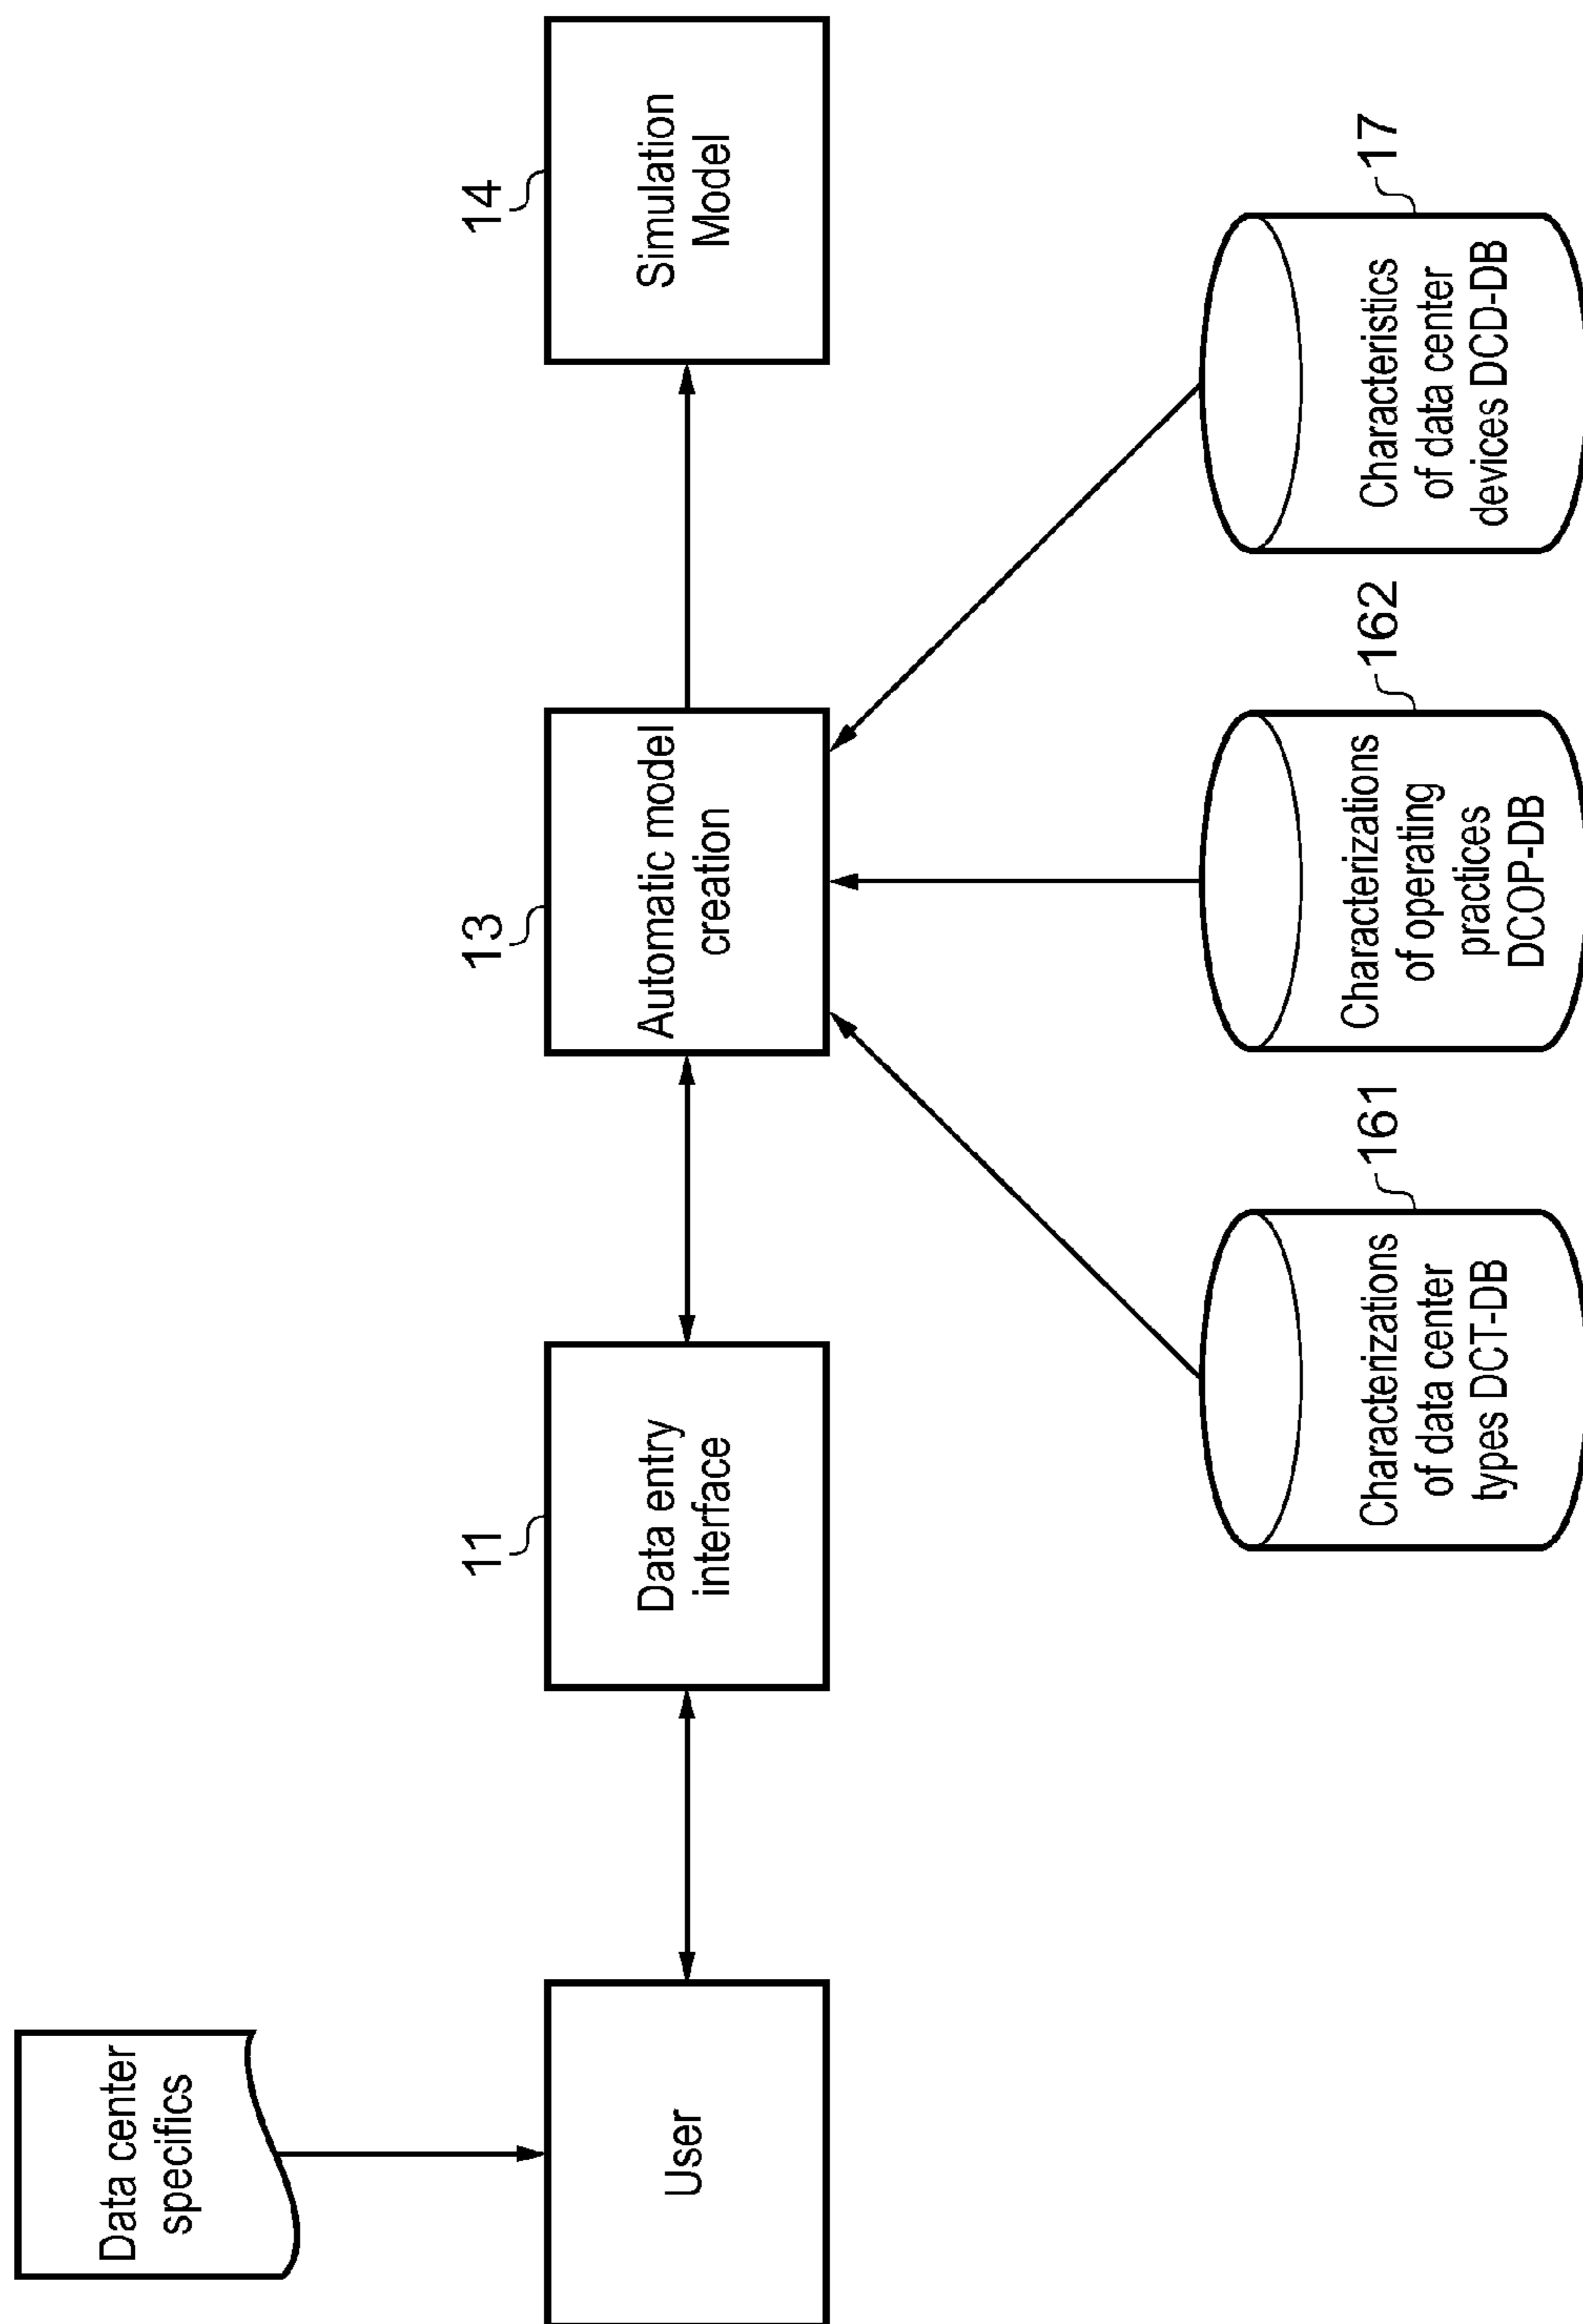 Data center
specifics
User
11
Data entry
interface
13
Automatic model
creation
14
Simulation
Model
161
Characterizations
of data center
types DCT-DB
162
Characterizations
of operating
practices
DCOP-DB
17
Characteristics
of data center
devices DCD-DB